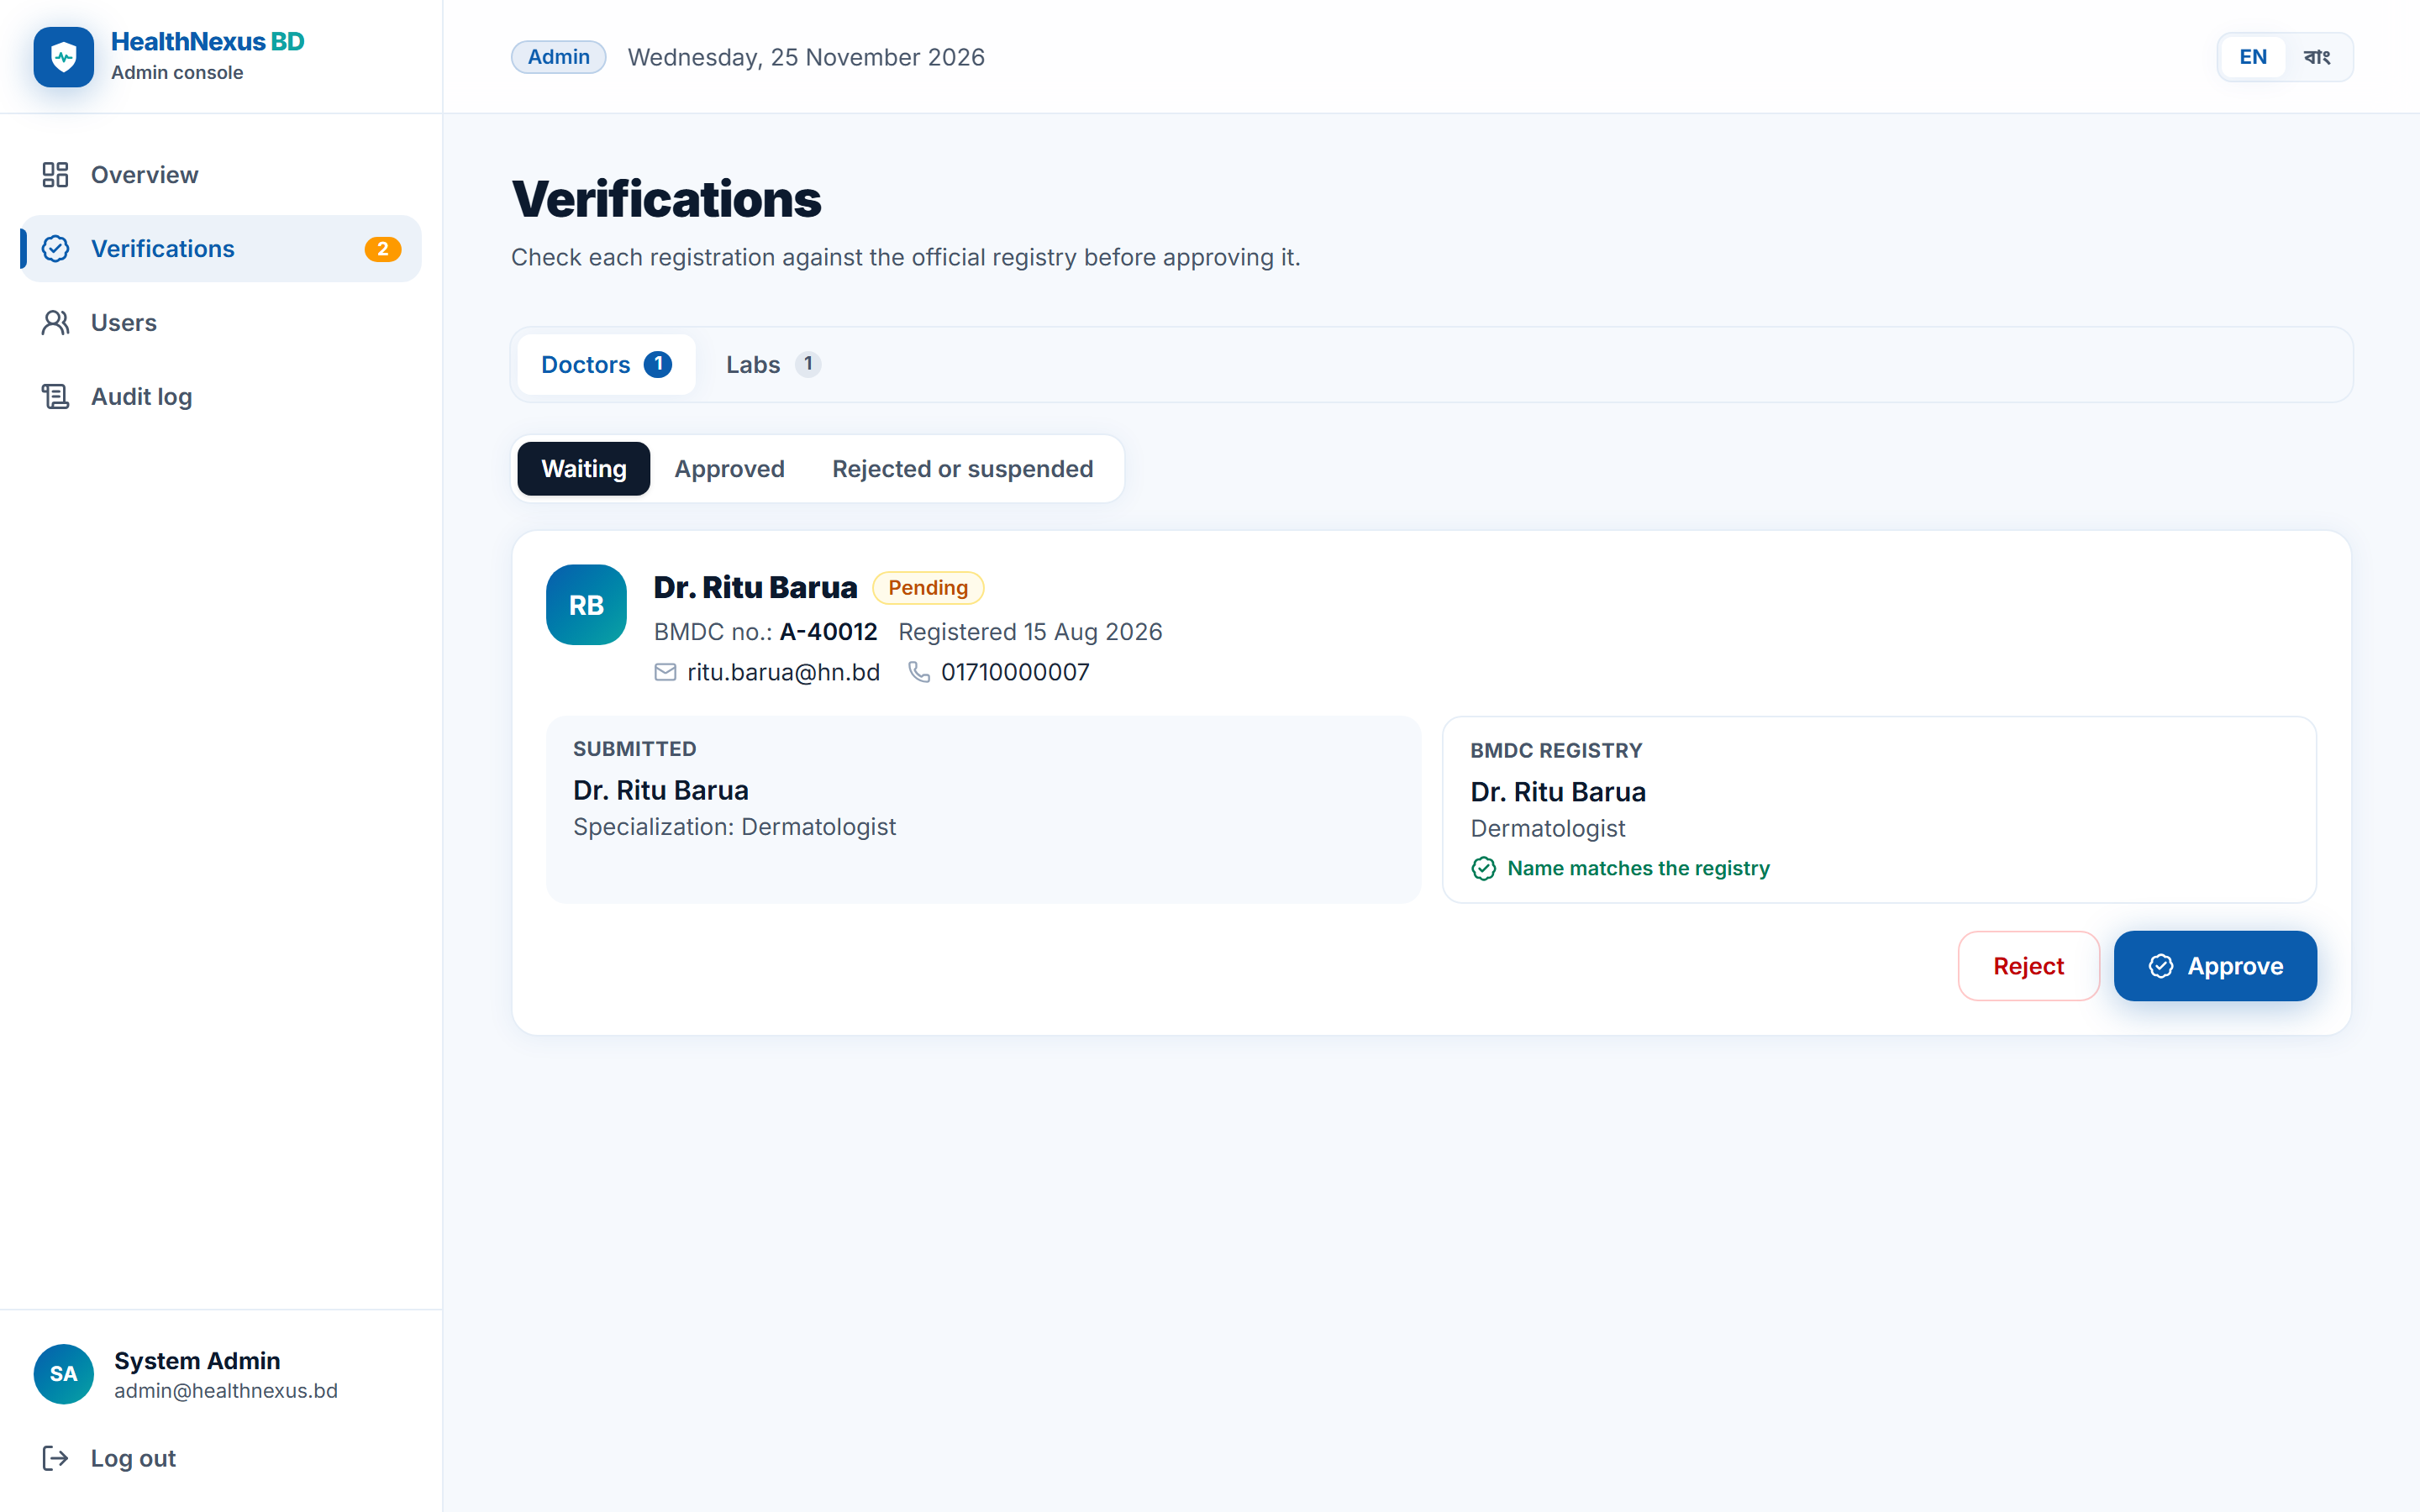 HealthNexus BD
Admin console
Overview
Verifications 2
Users
Audit log
System Admin
SA
admin@healthnexus.bd
Log out
Admin Wednesday, 25 November 2026
EN বাং
Verifications
Check each registration against the official registry before approving it.
Doctors 1 Labs 1
Waiting Approved Rejected or suspended
RB
Dr. Ritu Barua Pending
BMDC no.: A-40012 Registered 15 Aug 2026
ritu.barua@hn.bd 01710000007
SUBMITTED
Dr. Ritu Barua
Specialization: Dermatologist
BMDC REGISTRY
Dr. Ritu Barua
Dermatologist
Name matches the registry
Reject Approve